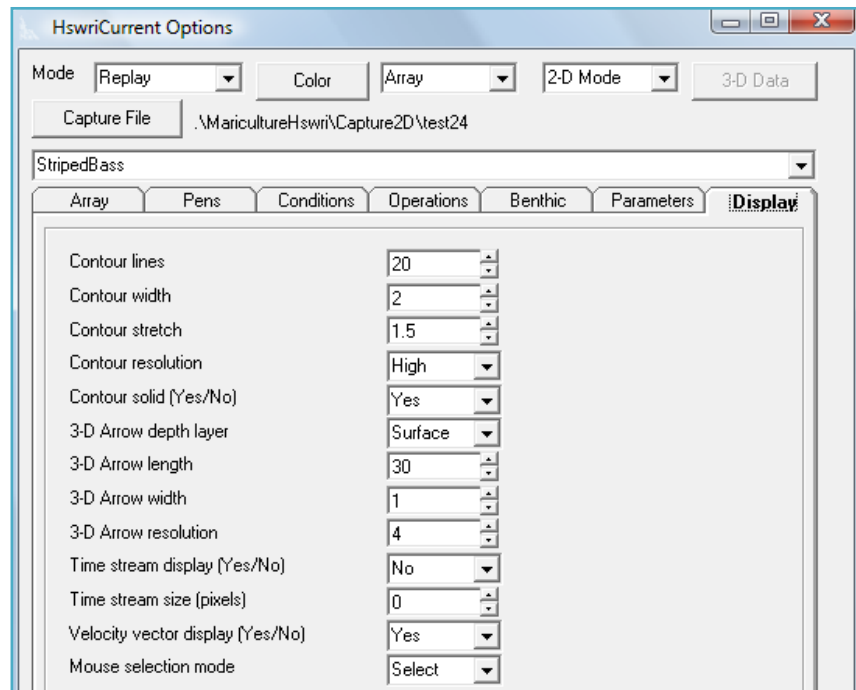 HswriCurrent Options
Mode Replay Color Array 2-D Mode 3-D Data
Capture File .\MaricultureHswri\Capture2D\test24
StripedBass
Array Pens Conditions Operations Benthic Parameters Display
Contour lines 20
Contour width 2
Contour stretch 1.5
Contour resolution High
Contour solid (Yes/No) Yes
3-D Arrow depth layer Surface
3-D Arrow length 30
3-D Arrow width 1
3-D Arrow resolution 4
Time stream display (Yes/No) No
Time stream size (pixels) 0
Velocity vector display (Yes/No) Yes
Mouse selection mode Select